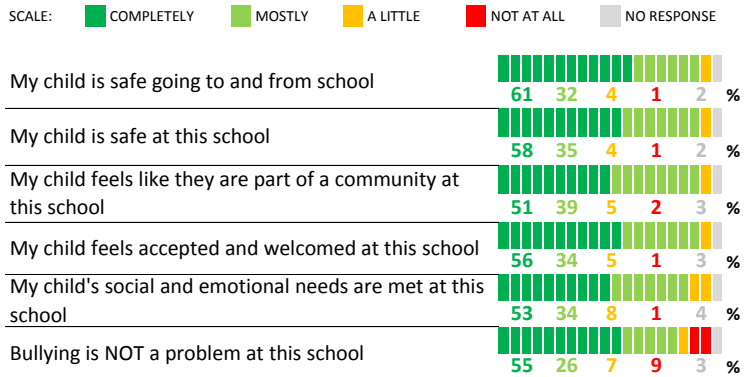 SCALE: COMPLETELY MOSTLY A LITTLE NOT AT ALL NO RESPONSE
My child is safe going to and from school
61 32 4 1 2 %
My child is safe at this school
58 35 4 1 2 %
My child feels like they are part of a community at
this school
51 39 5 2 3 %
My child feels accepted and welcomed at this school
56 34 5 1 3 %
My child's social and emotional needs are met at this
school
53 34 8 1 4 %
Bullying is NOT a problem at this school
55 26 7 9 3 %